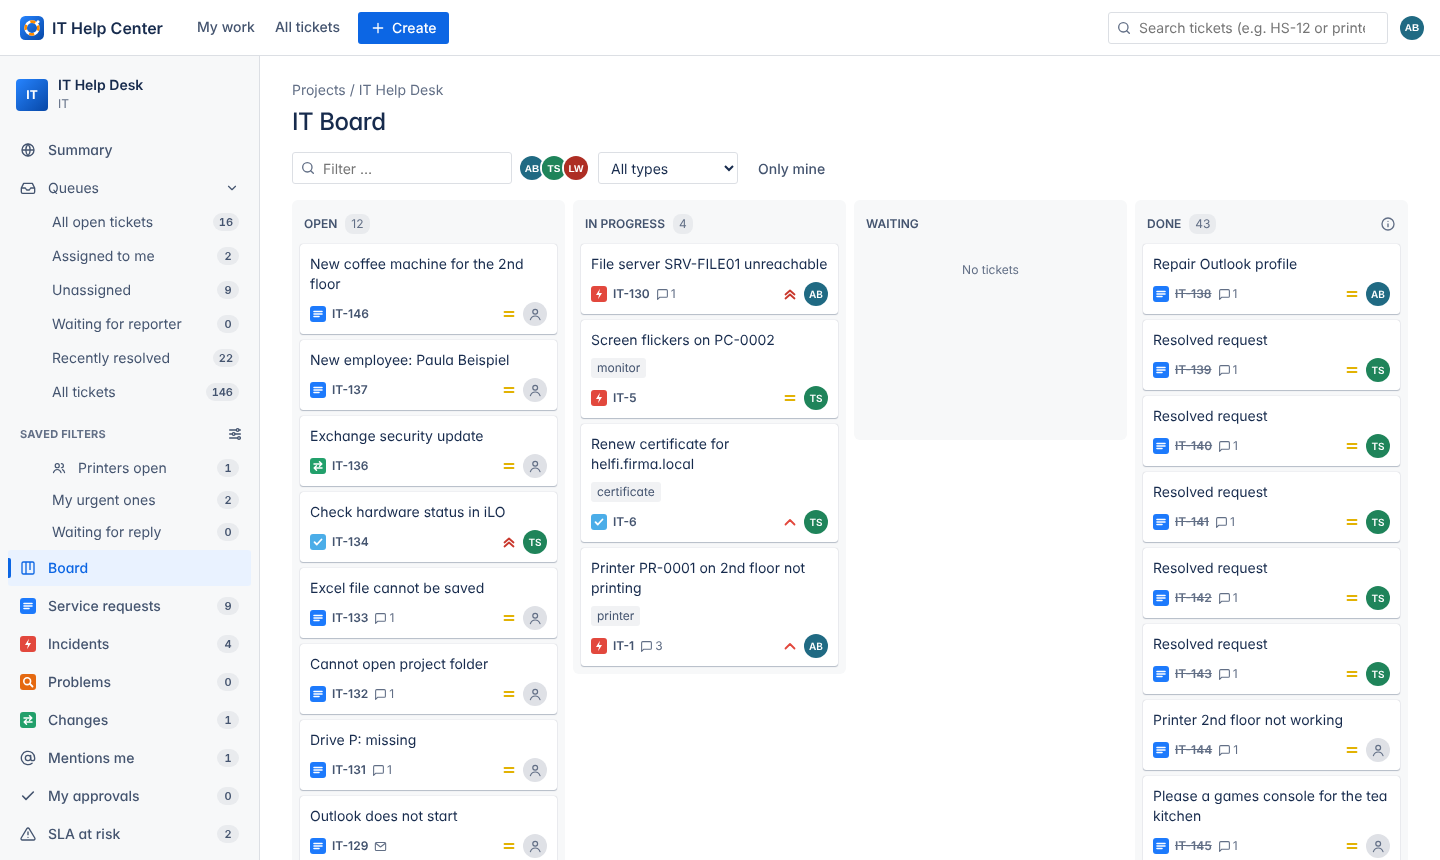 IT Help Center
My work
All tickets
Create
Search tickets (e.g. HS-12 or printe
AB
IT
IT Help Desk
IT
Summary
Queues
All open tickets 16
Assigned to me 2
Unassigned 9
Waiting for reporter 0
Recently resolved 22
All tickets 146
SAVED FILTERS
Printers open 1
My urgent ones 2
Waiting for reply 0
Board
Service requests 9
Incidents 4
Problems 0
Changes 1
Mentions me 1
My approvals 0
SLA at risk 2
Projects / IT Help Desk
IT Board
Filter ...
AB TS LW
All types
Only mine
OPEN 12
New coffee machine for the 2nd
floor
IT-146
New employee: Paula Beispiel
IT-137
Exchange security update
IT-136
Check hardware status in iLO
IT-134 TS
Excel file cannot be saved
IT-133 1
Cannot open project folder
IT-132 1
Drive P: missing
IT-131 1
Outlook does not start
IT-129
IN PROGRESS 4
File server SRV-FILE01 unreachable
IT-130 1 AB
Screen flickers on PC-0002
monitor
IT-5 TS
Renew certificate for
helfi.firma.local
certificate
IT-6 TS
Printer PR-0001 on 2nd floor not
printing
printer
IT-1 3 AB
WAITING
No tickets
DONE 43
Repair Outlook profile
IT-138 1 AB
Resolved request
IT-139 1 TS
Resolved request
IT-140 1 TS
Resolved request
IT-141 1 TS
Resolved request
IT-142 1 TS
Resolved request
IT-143 1 TS
Printer 2nd floor not working
IT-144 1
Please a games console for the tea
kitchen
IT-145 1